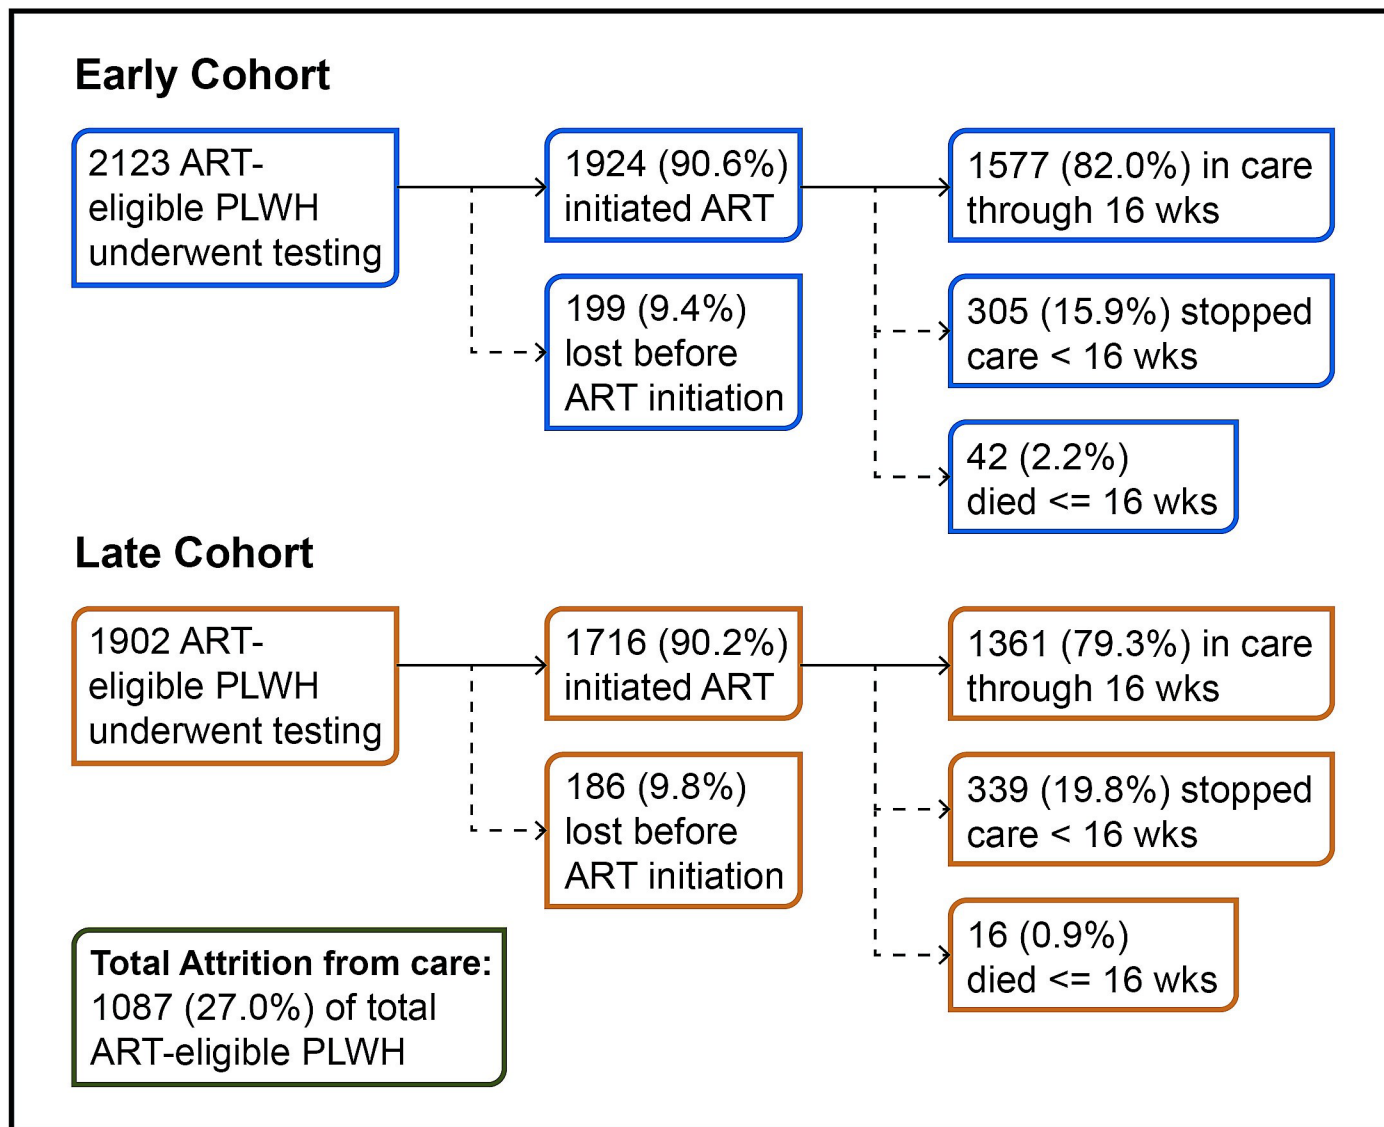 Early Cohort
2123 ART-
eligible PLWH
underwent testing
1924 (90.6%)
initiated ART
199 (9.4%)
lost before
ART initiation
1577 (82.0%) in care
through 16 wks
305 (15.9%) stopped
care < 16 wks
42 (2.2%)
died <= 16 wks
Late Cohort
1902 ART-
eligible PLWH
underwent testing
1716 (90.2%)
initiated ART
186 (9.8%)
lost before
ART initiation
1361 (79.3%) in care
through 16 wks
339 (19.8%) stopped
care < 16 wks
16 (0.9%)
died <= 16 wks
Total Attrition from care:
1087 (27.0%) of total
ART-eligible PLWH